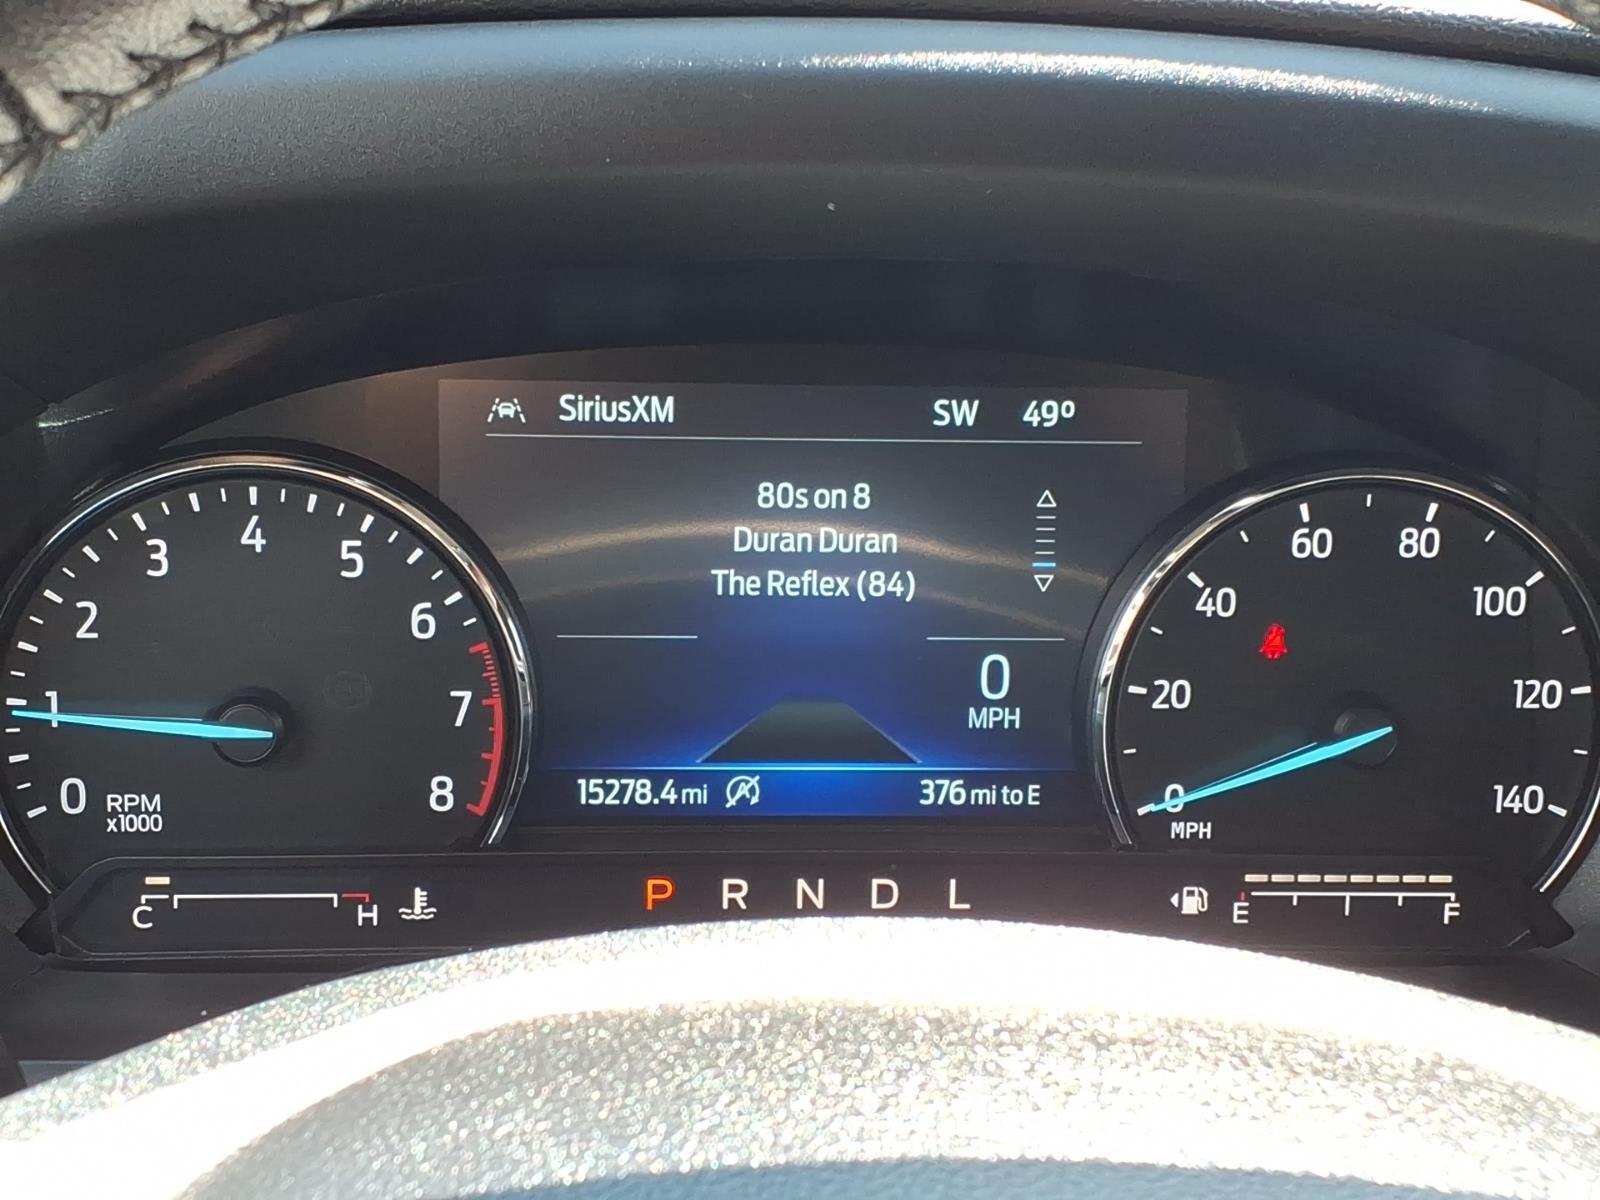 SiriusXM SW 49º
80s on 8
Duran Duran
The Reflex (84)
0
MPH
15278.4 mi 376 mi to E
0 1 2 3 4 5 6 7 8
RPM
x1000
0 20 40 60 80 100 120 140
MPH
C H P R N D L E F